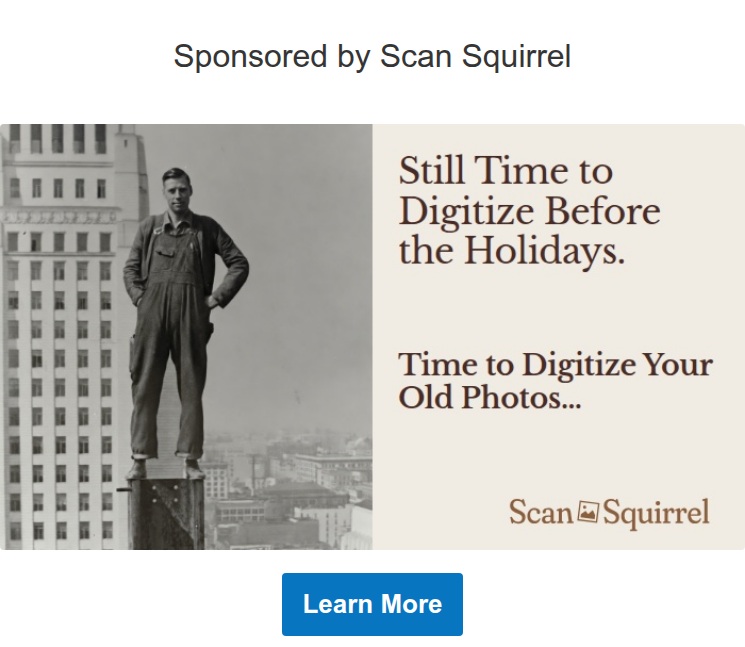 Sponsored by Scan Squirrel
Still Time to
Digitize Before
the Holidays.
Time to Digitize Your
Old Photos...
Scan Squirrel
Learn More